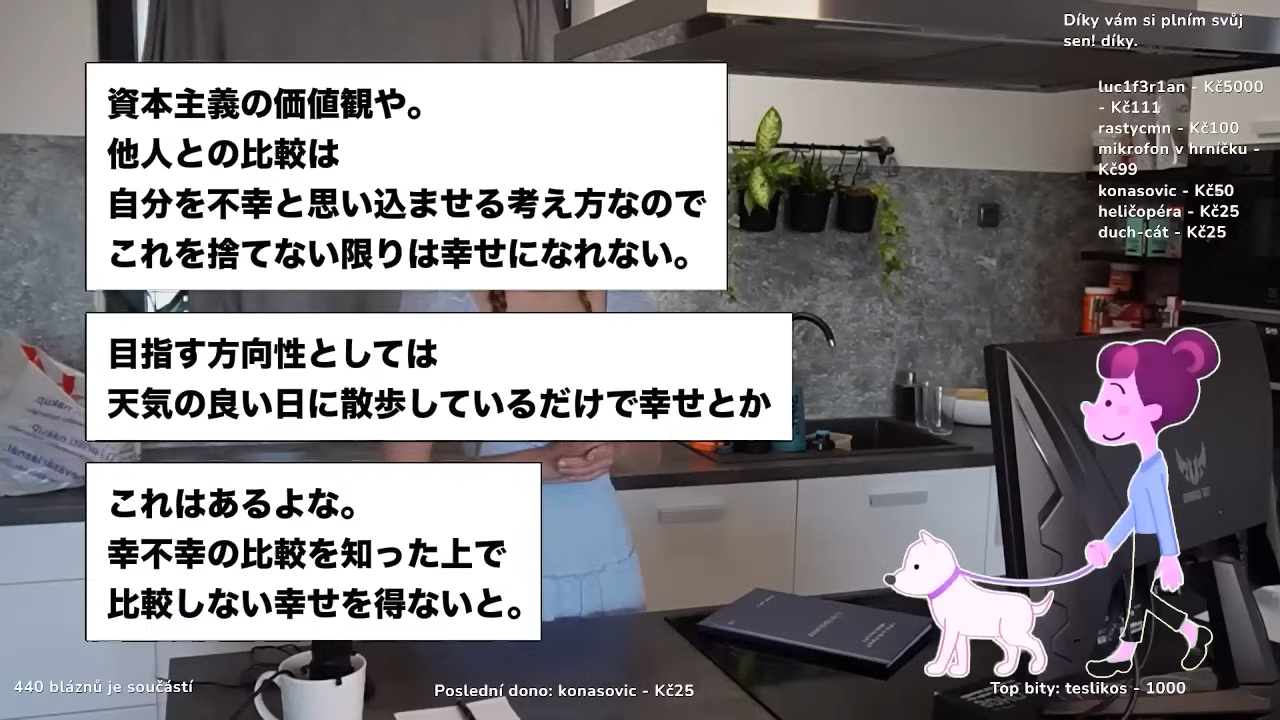 資本主義の価値観や。
他人との比較は
自分を不幸と思い込ませる考え方なので
これを捨てない限りは幸せになれない。
目指す方向性としては
天気の良い日に散歩しているだけで幸せとか
これはあるよな。
幸不幸の比較を知った上で
比較しない幸せを得ないと。
Díky vám si plním svůj
sen! díky.
luc1f3r1an - Kč5000
- Kč111
rastycmn - Kč100
mikrofon v hrníčku -
Kč99
konasovic - Kč50
heličopéra - Kč25
duch-cát - Kč25
440 bláznů je součástí
Poslední dono: konasovic - Kč25
Top bity: teslikos - 1000